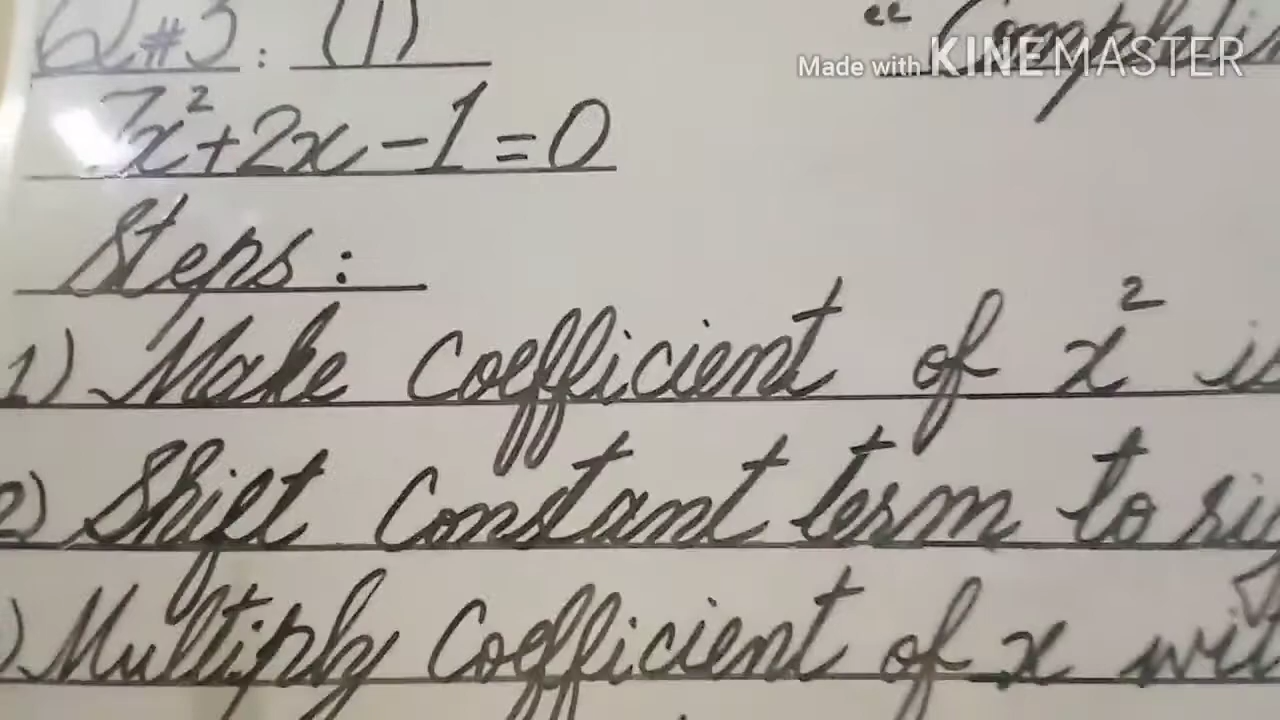 Q#3: (1)
Made with KINEMASTER
7x²+2x-1=0
Steps:
1) Make Coefficient of x²
2) Shift Constant term to
) Multiply Coefficient of x